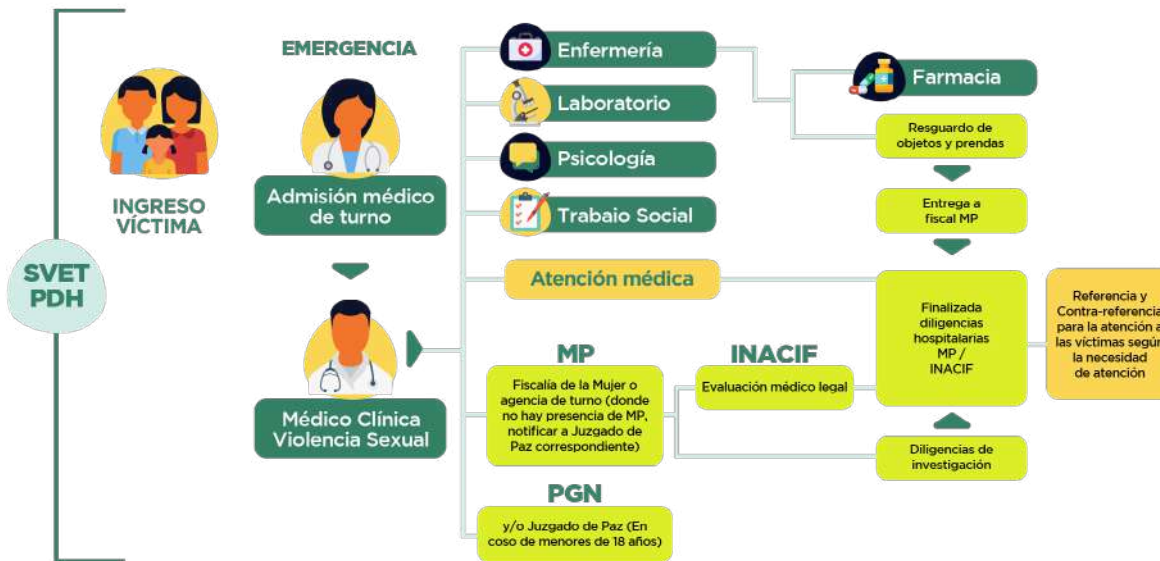 SVET
PDH
INGRESO
VÍCTIMA
EMERGENCIA
Admisión médico
de turno
Médico Clínica
Violencia Sexual
Enfermería
Laboratorio
Psicología
Trabaio Social
Atención médica
MP
Fiscalía de la Mujer o
agencia de turno (donde
no hay presencia de MP,
notificar a Juzgado de
Paz correspondiente)
PGN
y/o Juzgado de Paz (En
coso de menores de 18 años)
INACIF
Evaluación médico legal
Farmacia
Resguardo de
objetos y prendas
Entrega a
fiscal MP
Finalizada
diligencias
hospitalarias
MP /
INACIF
Diligencias de
investigación
Referencia y
Contra-referencia
para la atención a
las víctimas según
la necesidad
de atención